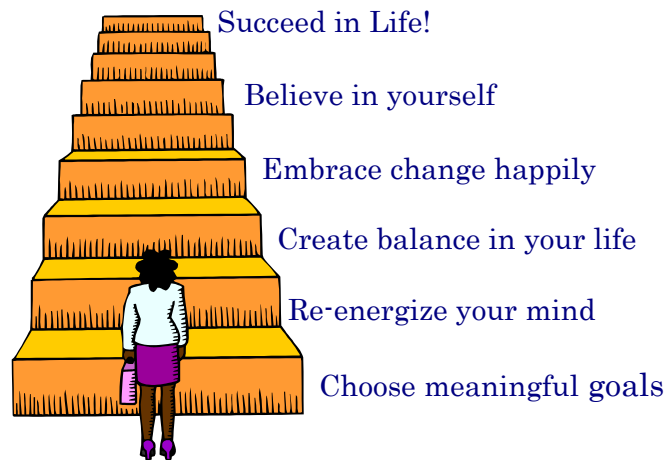 Succeed in Life!
Believe in yourself
Embrace change happily
Create balance in your life
Re-energize your mind
Choose meaningful goals